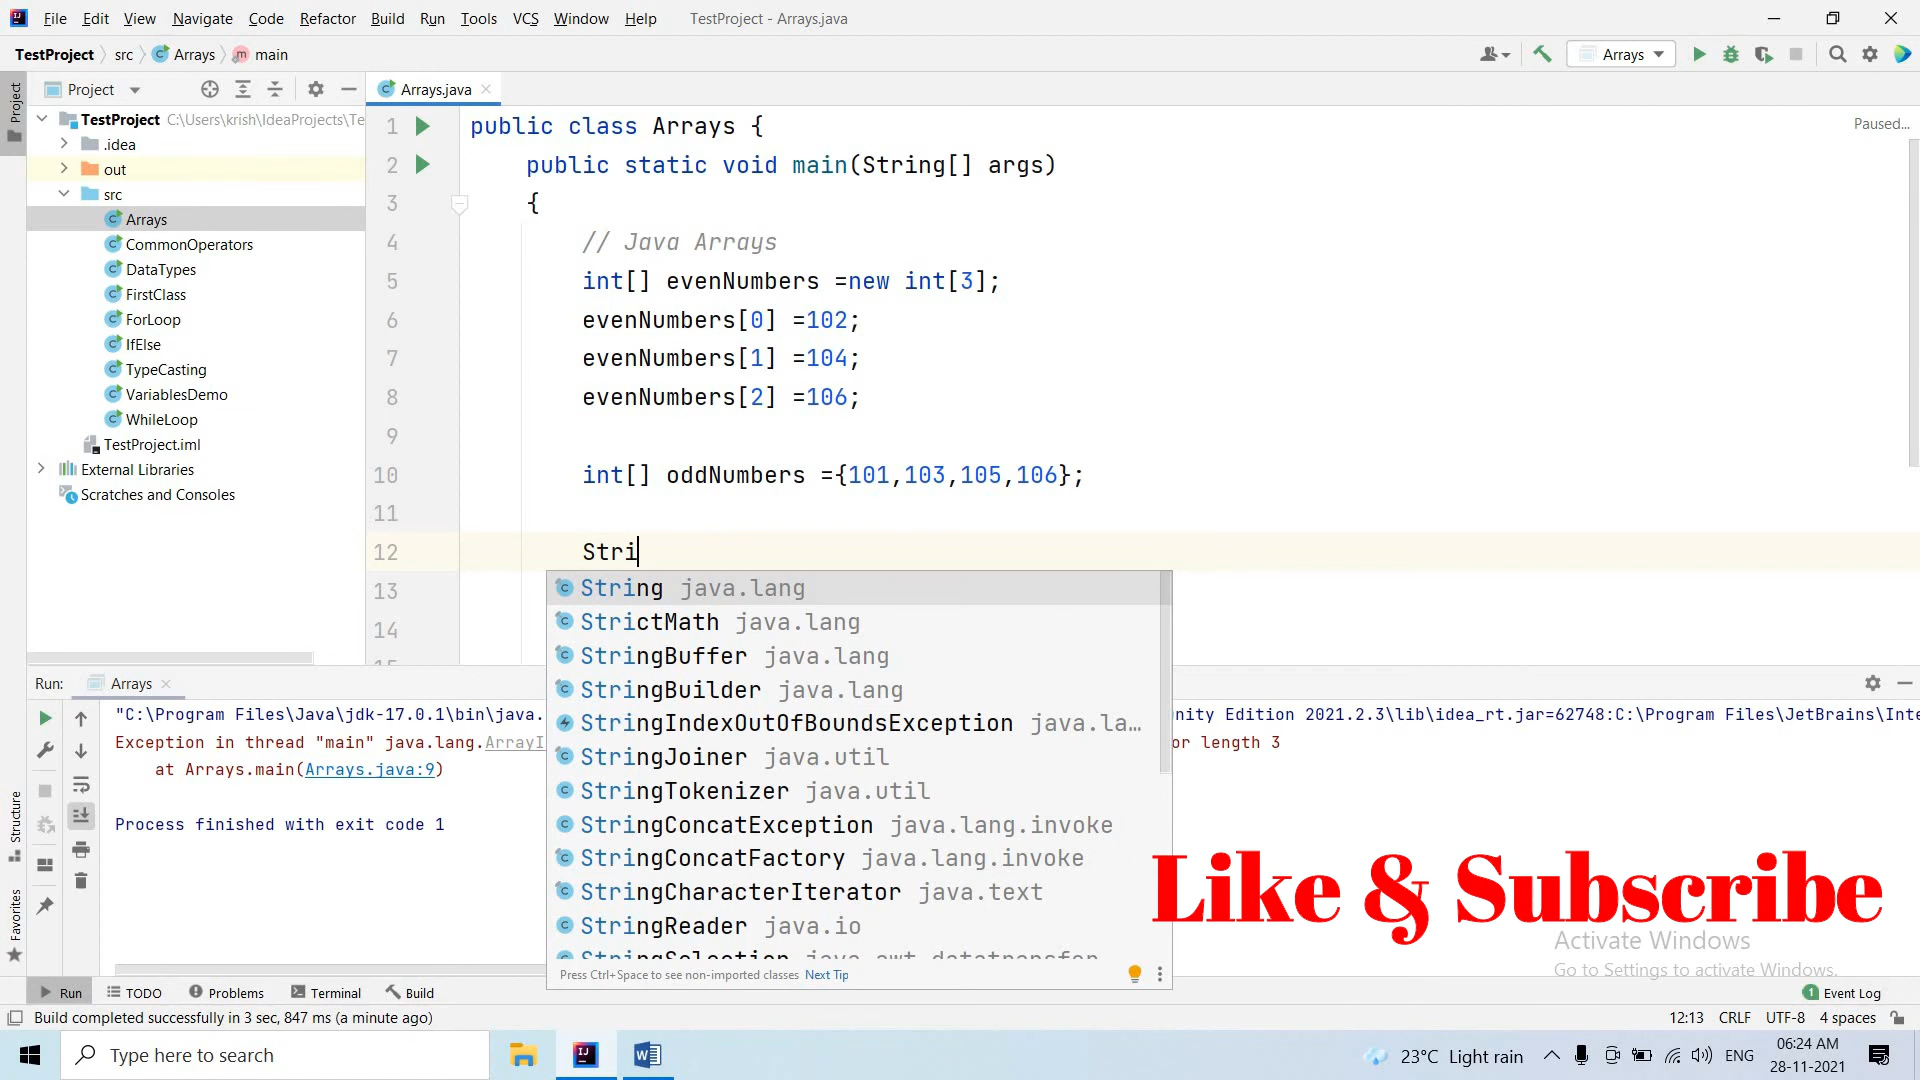 File Edit View Navigate Code Refactor Build Run Tools VCS Window Help TestProject - Arrays.java
TestProject src Arrays main
Arrays
Project
Arrays.java
Project
TestProject C:\Users\krish\IdeaProjects\Te
.idea
out
src
Arrays
CommonOperators
DataTypes
FirstClass
ForLoop
IfElse
TypeCasting
VariablesDemo
WhileLoop
TestProject.iml
External Libraries
Scratches and Consoles
Paused...
1 public class Arrays {
2 public static void main(String[] args)
3 {
4 // Java Arrays
5 int[] evenNumbers =new int[3];
6 evenNumbers[0] =102;
7 evenNumbers[1] =104;
8 evenNumbers[2] =106;
9
10 int[] oddNumbers ={101,103,105,106};
11
12 Stri
13
14
String java.lang
StrictMath java.lang
StringBuffer java.lang
StringBuilder java.lang
StringIndexOutOfBoundsException java.la...
StringJoiner java.util
StringTokenizer java.util
StringConcatException java.lang.invoke
StringConcatFactory java.lang.invoke
StringCharacterIterator java.text
StringReader java.io
StringSelection java.awt.datatransfer
Press Ctrl+Space to see non-imported classes Next Tip
Run: Arrays
"C:\Program Files\Java\jdk-17.0.1\bin\java. nity Edition 2021.2.3\lib\idea_rt.jar=62748:C:\Program Files\JetBrains\Inte
Exception in thread "main" java.lang.ArrayI or length 3
at Arrays.main(Arrays.java:9)
Process finished with exit code 1
Structure
Favorites
Like & Subscribe
Activate Windows
Go to Settings to activate Windows.
Run TODO Problems Terminal Build 1 Event Log
Build completed successfully in 3 sec, 847 ms (a minute ago) 12:13 CRLF UTF-8 4 spaces
Type here to search
23°C Light rain
ENG
06:24 AM
28-11-2021